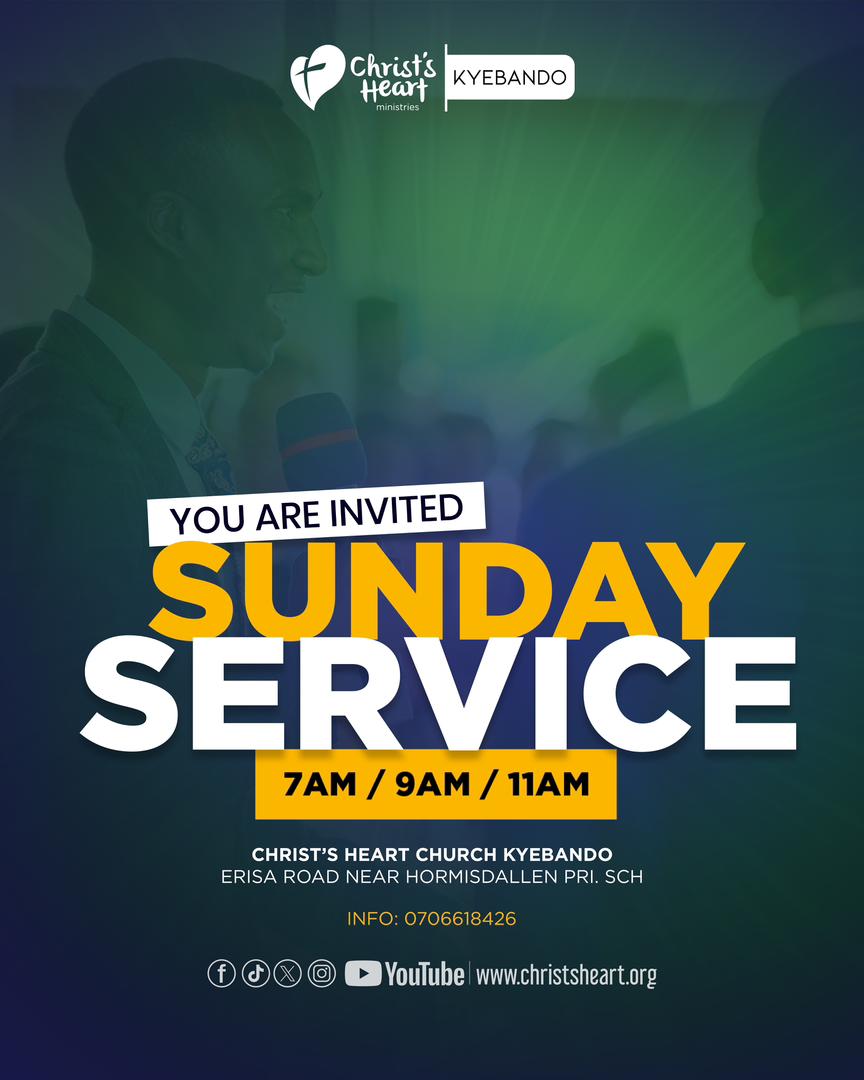 Christ's
Heart
ministries
KYEBANDO
YOU ARE INVITED
SUNDAY
SERVICE
7AM / 9AM / 11AM
CHRIST'S HEART CHURCH KYEBANDO
ERISA ROAD NEAR HORMISDALLEN PRI. SCH
INFO: 0706618426
YouTube | www.christsheart.org